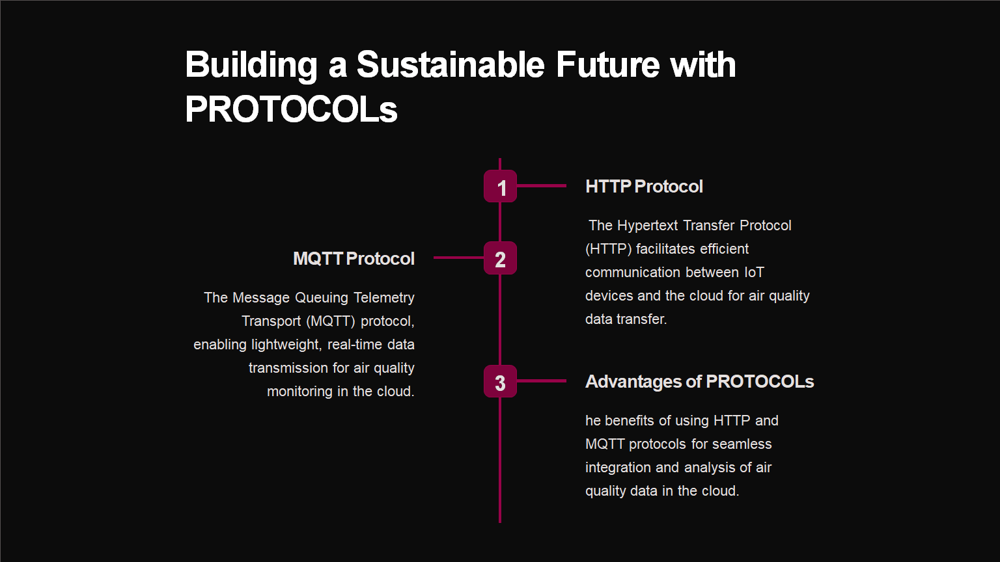 Building a Sustainable Future with
PROTOCOLs
1
HTTP Protocol
The Hypertext Transfer Protocol
(HTTP) facilitates efficient
communication between IoT
devices and the cloud for air quality
data transfer.
2
MQTT Protocol
The Message Queuing Telemetry
Transport (MQTT) protocol,
enabling lightweight, real-time data
transmission for air quality
monitoring in the cloud.
3
Advantages of PROTOCOLs
he benefits of using HTTP and
MQTT protocols for seamless
integration and analysis of air
quality data in the cloud.